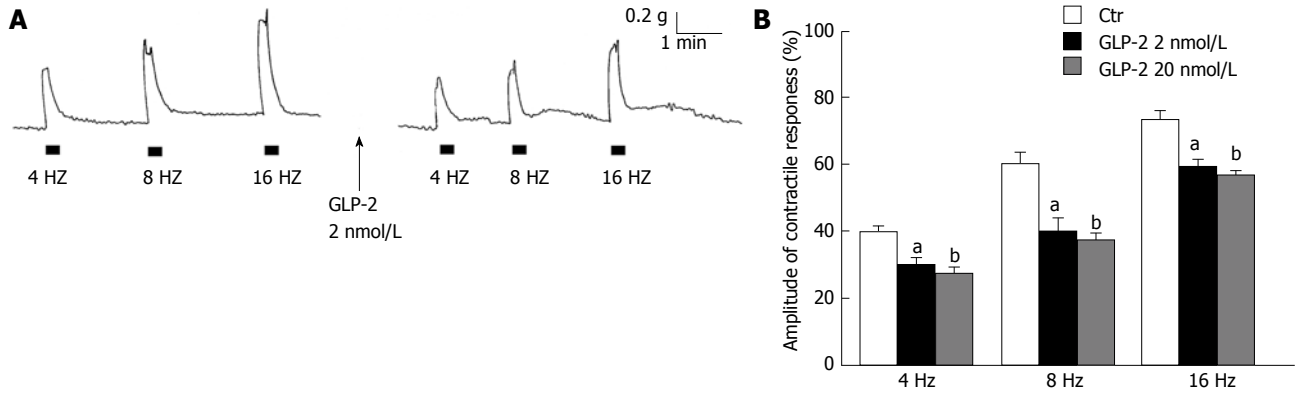 A
0.2 g
1 min
4 HZ
8 HZ
16 HZ
GLP-2
2 nmol/L
4 HZ
8 HZ
16 HZ
B
Amplitude of contractile responese (%)
100
80
60
40
20
0
Ctr
GLP-2 2 nmol/L
GLP-2 20 nmol/L
a
b
a
b
a
b
4 Hz
8 Hz
16 Hz